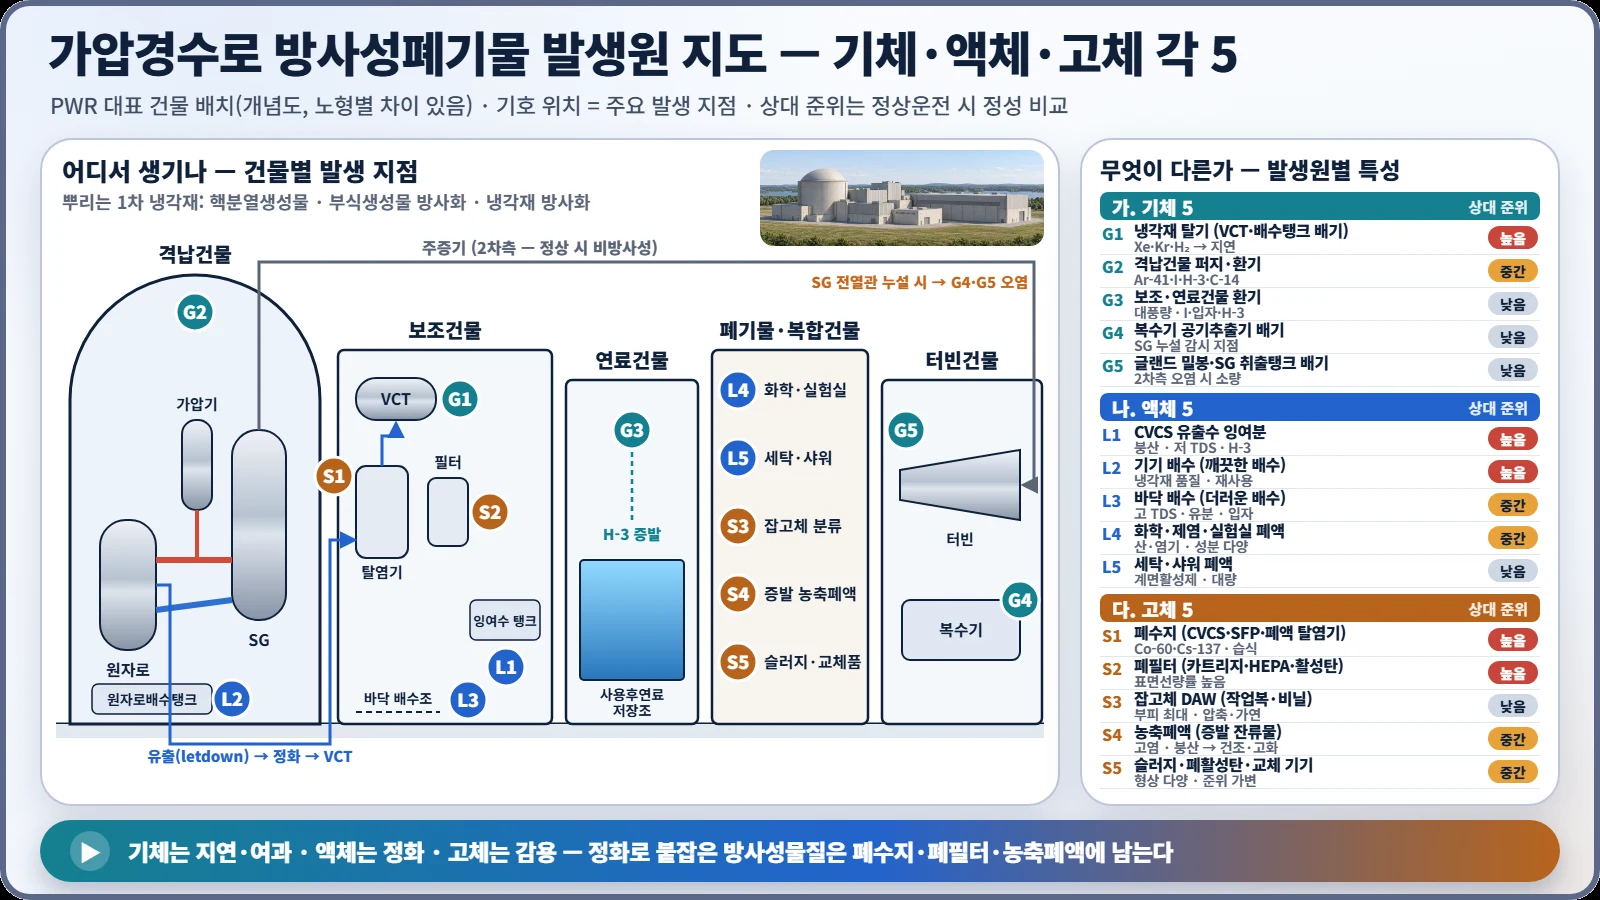 가압경수로 방사성폐기물 발생원 지도 — 기체·액체·고체 각 5
PWR 대표 건물 배치(개념도, 노형별 차이 있음) · 기호 위치 = 주요 발생 지점 · 상대 준위는 정상운전 시 정성 비교
어디서 생기나 — 건물별 발생 지점
뿌리는 1차 냉각재: 핵분열생성물 · 부식생성물 방사화 · 냉각재 방사화
주증기 (2차측 — 정상 시 비방사성)
SG 전열관 누설 시 → G4·G5 오염
격납건물
G2
가압기
SG
원자로
원자로배수탱크
L2
유출(letdown) → 정화 → VCT
보조건물
VCT
G1
S1
필터
S2
탈염기
잉여수 탱크
L1
바닥 배수조
L3
연료건물
G3
H-3 증발
사용후연료
저장조
폐기물·복합건물
L4 화학·실험실
L5 세탁·샤워
S3 잡고체 분류
S4 증발 농축폐액
S5 슬러지·교체품
터빈건물
G5
터빈
G4
복수기
무엇이 다른가 — 발생원별 특성
가. 기체 5 상대 준위
G1 냉각재 탈기 (VCT·배수탱크 배기) 높음
Xe·Kr·H₂ → 지연
G2 격납건물 퍼지·환기 중간
Ar-41·I·H-3·C-14
G3 보조·연료건물 환기 낮음
대풍량 · I·입자·H-3
G4 복수기 공기추출기 배기 낮음
SG 누설 감시 지점
G5 글랜드 밀봉·SG 취출탱크 배기 낮음
2차측 오염 시 소량
나. 액체 5 상대 준위
L1 CVCS 유출수 잉여분 높음
붕산 · 저 TDS · H-3
L2 기기 배수 (깨끗한 배수) 높음
냉각재 품질 · 재사용
L3 바닥 배수 (더러운 배수) 중간
고 TDS · 유분 · 입자
L4 화학·제염·실험실 폐액 중간
산·염기 · 성분 다양
L5 세탁·샤워 폐액 낮음
계면활성제 · 대량
다. 고체 5 상대 준위
S1 폐수지 (CVCS·SFP·폐액 탈염기) 높음
Co-60·Cs-137 · 습식
S2 폐필터 (카트리지·HEPA·활성탄) 높음
표면선량률 높음
S3 잡고체 DAW (작업복·비닐) 낮음
부피 최대 · 압축·가연
S4 농축폐액 (증발 잔류물) 중간
고염 · 붕산 → 건조·고화
S5 슬러지·폐활성탄·교체 기기 중간
형상 다양 · 준위 가변
기체는 지연·여과 · 액체는 정화 · 고체는 감용 — 정화로 붙잡은 방사성물질은 폐수지·폐필터·농축폐액에 남는다